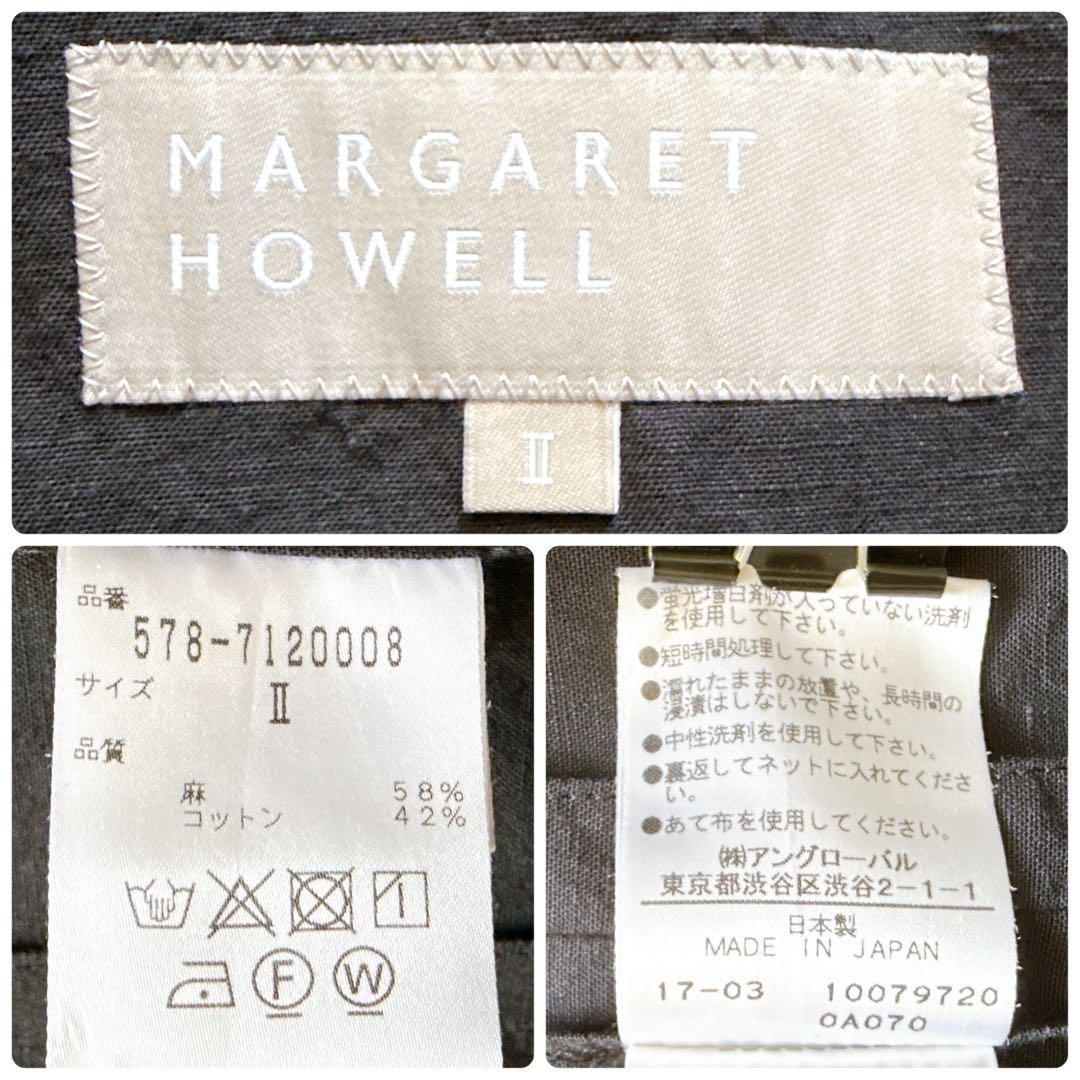 MARGARET
HOWELL
II
品番
578-7120008
サイズ
II
品質
麻 58%
コットン 42%
F W
●蛍光増白剤が入っていない洗剤
を使用して下さい。
●短時間処理して下さい。
●濡れたままの放置や、長時間の
浸漬はしないで下さい。
●中性洗剤を使用して下さい。
●裏返してネットに入れてくださ
い。
●あて布を使用してください。
㈱アングローバル
東京都渋谷区渋谷2-1-1
日本製
MADE IN JAPAN
17-03 10079720
0A070